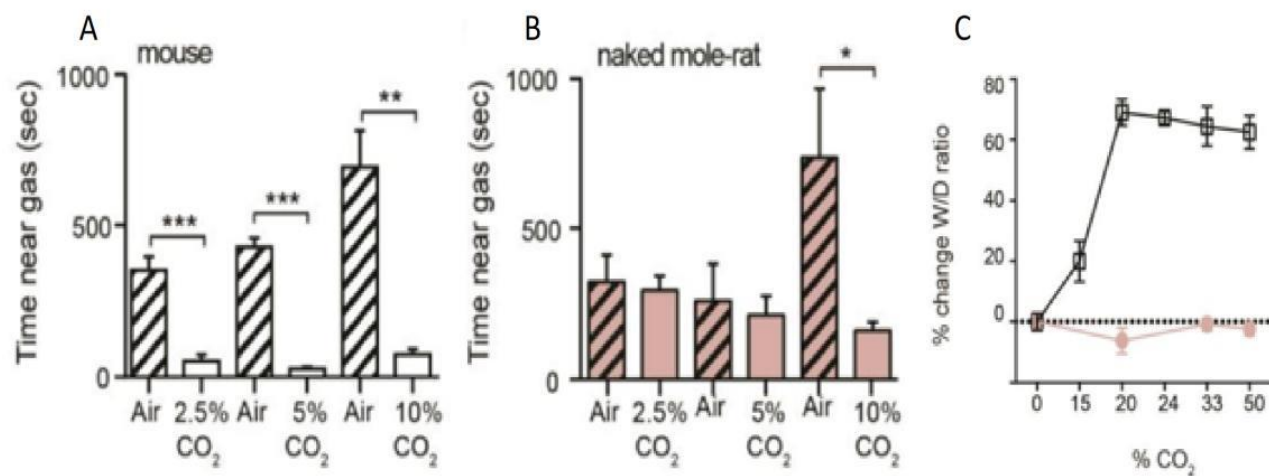 A
mouse
Time near gas (sec)
1000
500
0
***
***
**
Air
2.5%
CO₂
Air
5%
CO₂
Air
10%
CO₂
B
naked mole-rat
Time near gas (sec)
1000
500
0
*
Air
2.5%
CO₂
Air
5%
CO₂
Air
10%
CO₂
C
% change W/D ratio
80
60
40
20
0
0
15
20
24
33
50
% CO₂